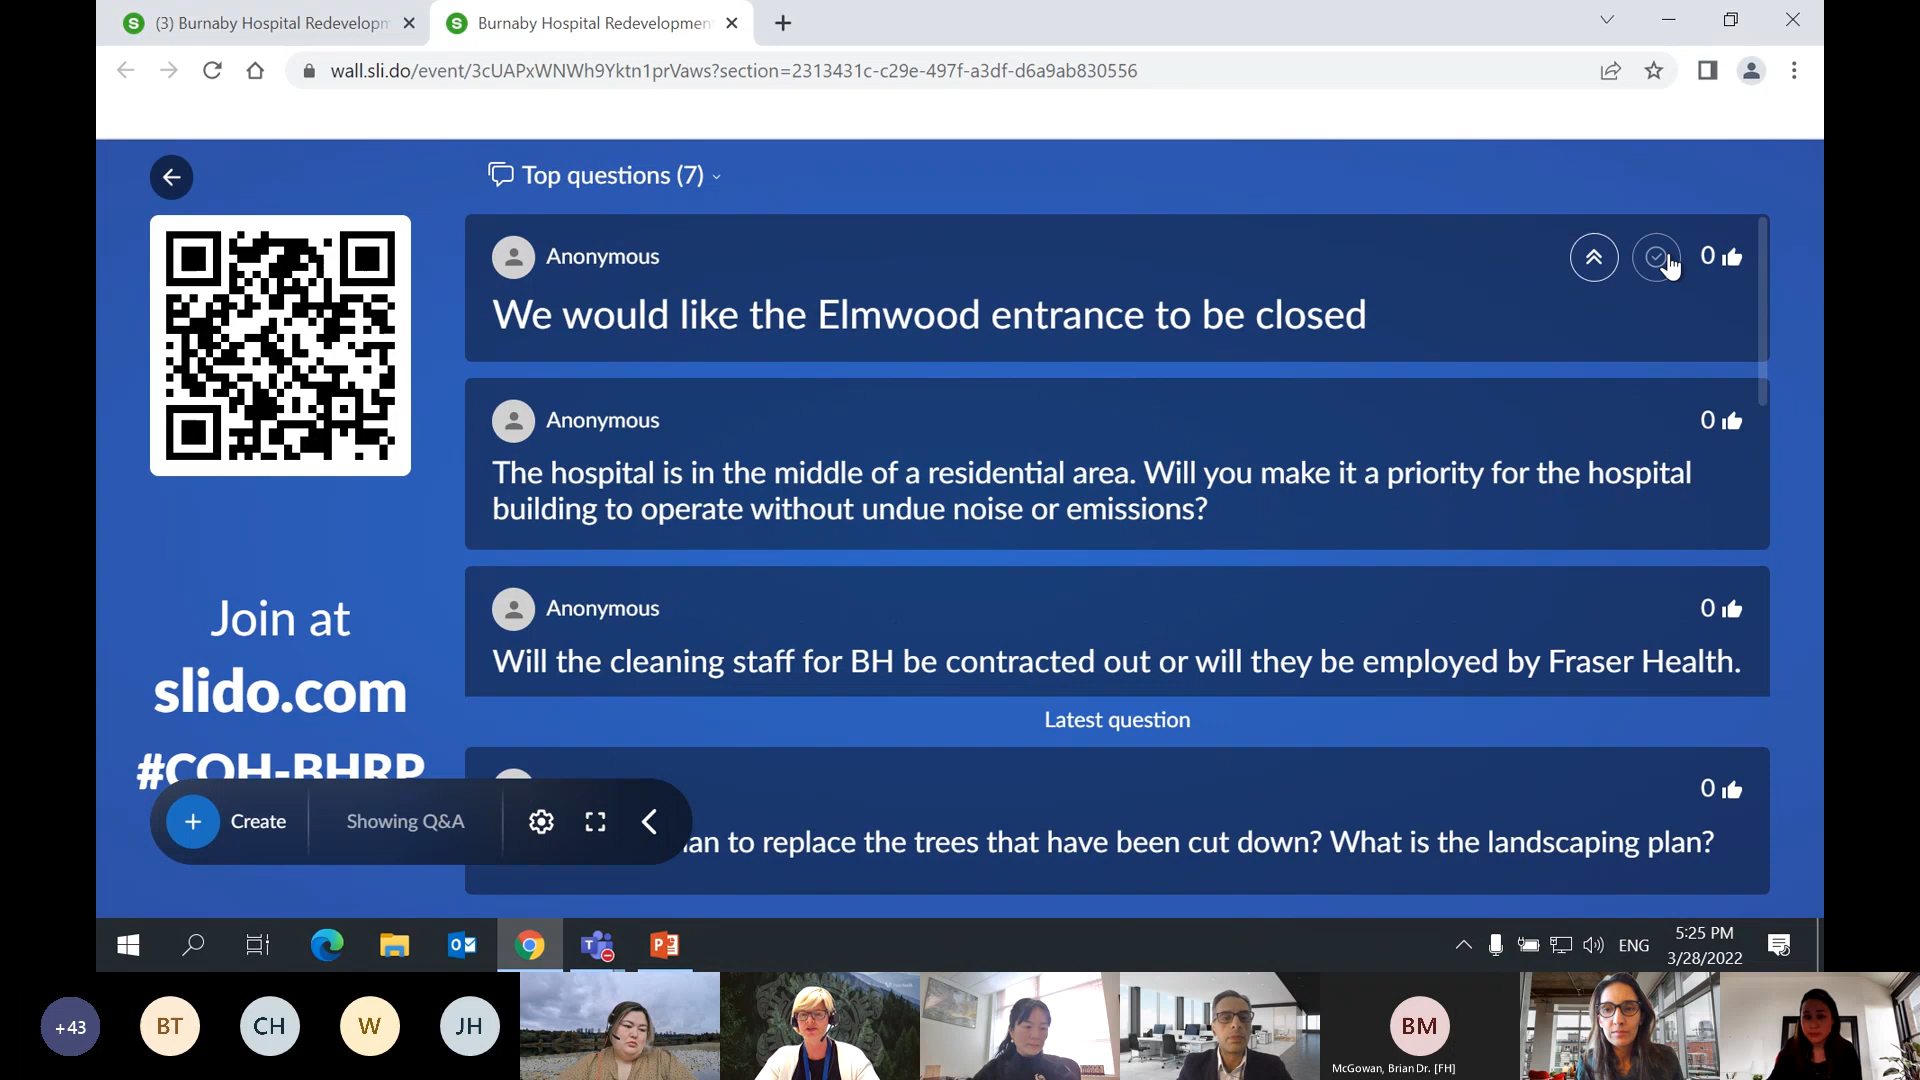 (3) Burnaby Hospital Redevelopm
Burnaby Hospital Redevelopmen
wall.sli.do/event/3cUAPxWNWh9Yktn1prVaws?section=2313431c-c29e-497f-a3df-d6a9ab830556
Top questions (7)
Anonymous
0
We would like the Elmwood entrance to be closed
Anonymous
0
The hospital is in the middle of a residential area. Will you make it a priority for the hospital
building to operate without undue noise or emissions?
Anonymous
0
Will the cleaning staff for BH be contracted out or will they be employed by Fraser Health.
Latest question
0
an to replace the trees that have been cut down? What is the landscaping plan?
Join at
slido.com
#COH-BHRP
Create
Showing Q&A
ENG
5:25 PM
3/28/2022
+43
BT
CH
W
JH
BM
McGowan, Brian Dr. [FH]